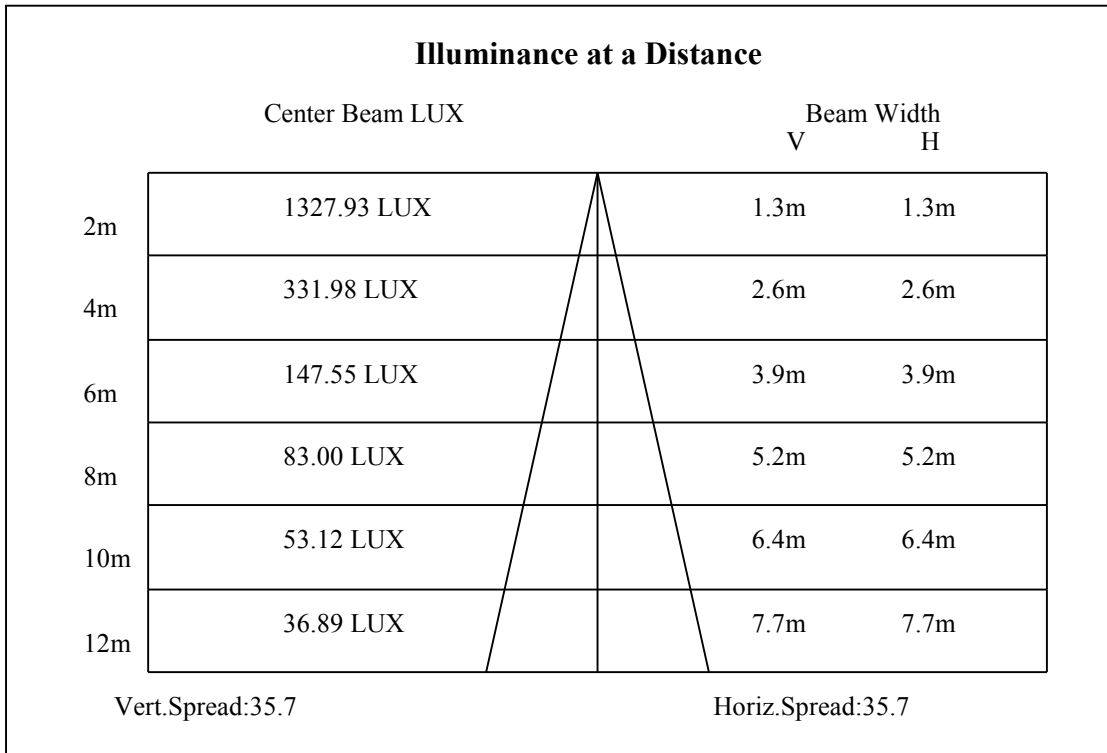 Illuminance at a Distance
Center Beam LUX Beam Width
V H
2m 1327.93 LUX 1.3m 1.3m
4m 331.98 LUX 2.6m 2.6m
6m 147.55 LUX 3.9m 3.9m
8m 83.00 LUX 5.2m 5.2m
10m 53.12 LUX 6.4m 6.4m
12m 36.89 LUX 7.7m 7.7m
Vert.Spread:35.7 Horiz.Spread:35.7